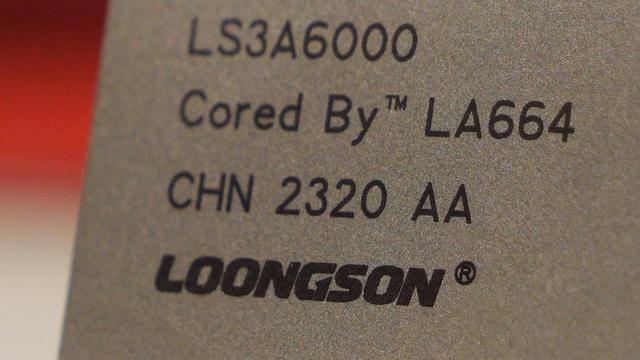 LS3A6000
Cored By™ LA664
CHN 2320 AA
LOONGSON®